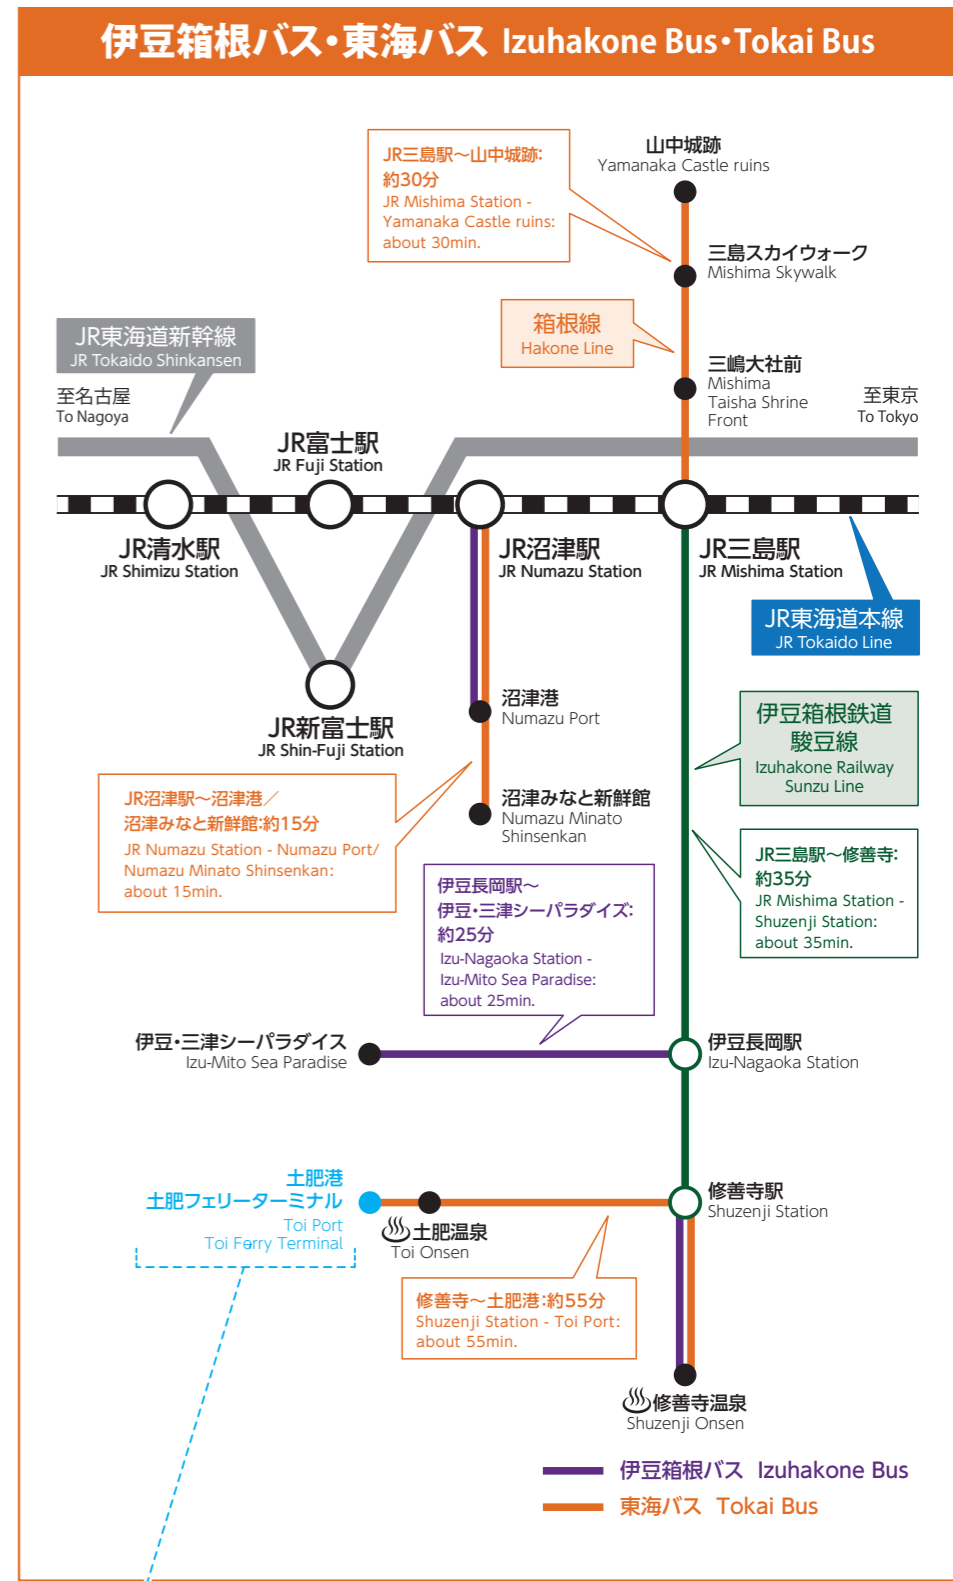 伊豆箱根バス・東海バス Izuhakone Bus・Tokai Bus
山中城跡
Yamanaka Castle ruins
JR三島駅〜山中城跡:
約30分
JR Mishima Station -
Yamanaka Castle ruins:
about 30min.
三島スカイウォーク
Mishima Skywalk
箱根線
Hakone Line
JR東海道新幹線
JR Tokaido Shinkansen
三嶋大社前
Mishima
Taisha Shrine
Front
至名古屋
To Nagoya
至東京
To Tokyo
JR富士駅
JR Fuji Station
JR清水駅
JR Shimizu Station
JR沼津駅
JR Numazu Station
JR三島駅
JR Mishima Station
JR東海道本線
JR Tokaido Line
JR新富士駅
JR Shin-Fuji Station
沼津港
Numazu Port
伊豆箱根鉄道
駿豆線
Izuhakone Railway
Sunzu Line
JR沼津駅〜沼津港／
沼津みなと新鮮館:約15分
JR Numazu Station - Numazu Port/
Numazu Minato Shinsenkan:
about 15min.
沼津みなと新鮮館
Numazu Minato
Shinsenkan
JR三島駅〜修善寺:
約35分
JR Mishima Station -
Shuzenji Station:
about 35min.
伊豆長岡駅〜
伊豆・三津シーパラダイズ:
約25分
Izu-Nagaoka Station -
Izu-Mito Sea Paradise:
about 25min.
伊豆・三津シーパラダイス
Izu-Mito Sea Paradise
伊豆長岡駅
Izu-Nagaoka Station
土肥港
土肥フェリーターミナル
Toi Port
Toi Ferry Terminal
土肥温泉
Toi Onsen
修善寺駅
Shuzenji Station
修善寺〜土肥港:約55分
Shuzenji Station - Toi Port:
about 55min.
修善寺温泉
Shuzenji Onsen
伊豆箱根バス Izuhakone Bus
東海バス Tokai Bus